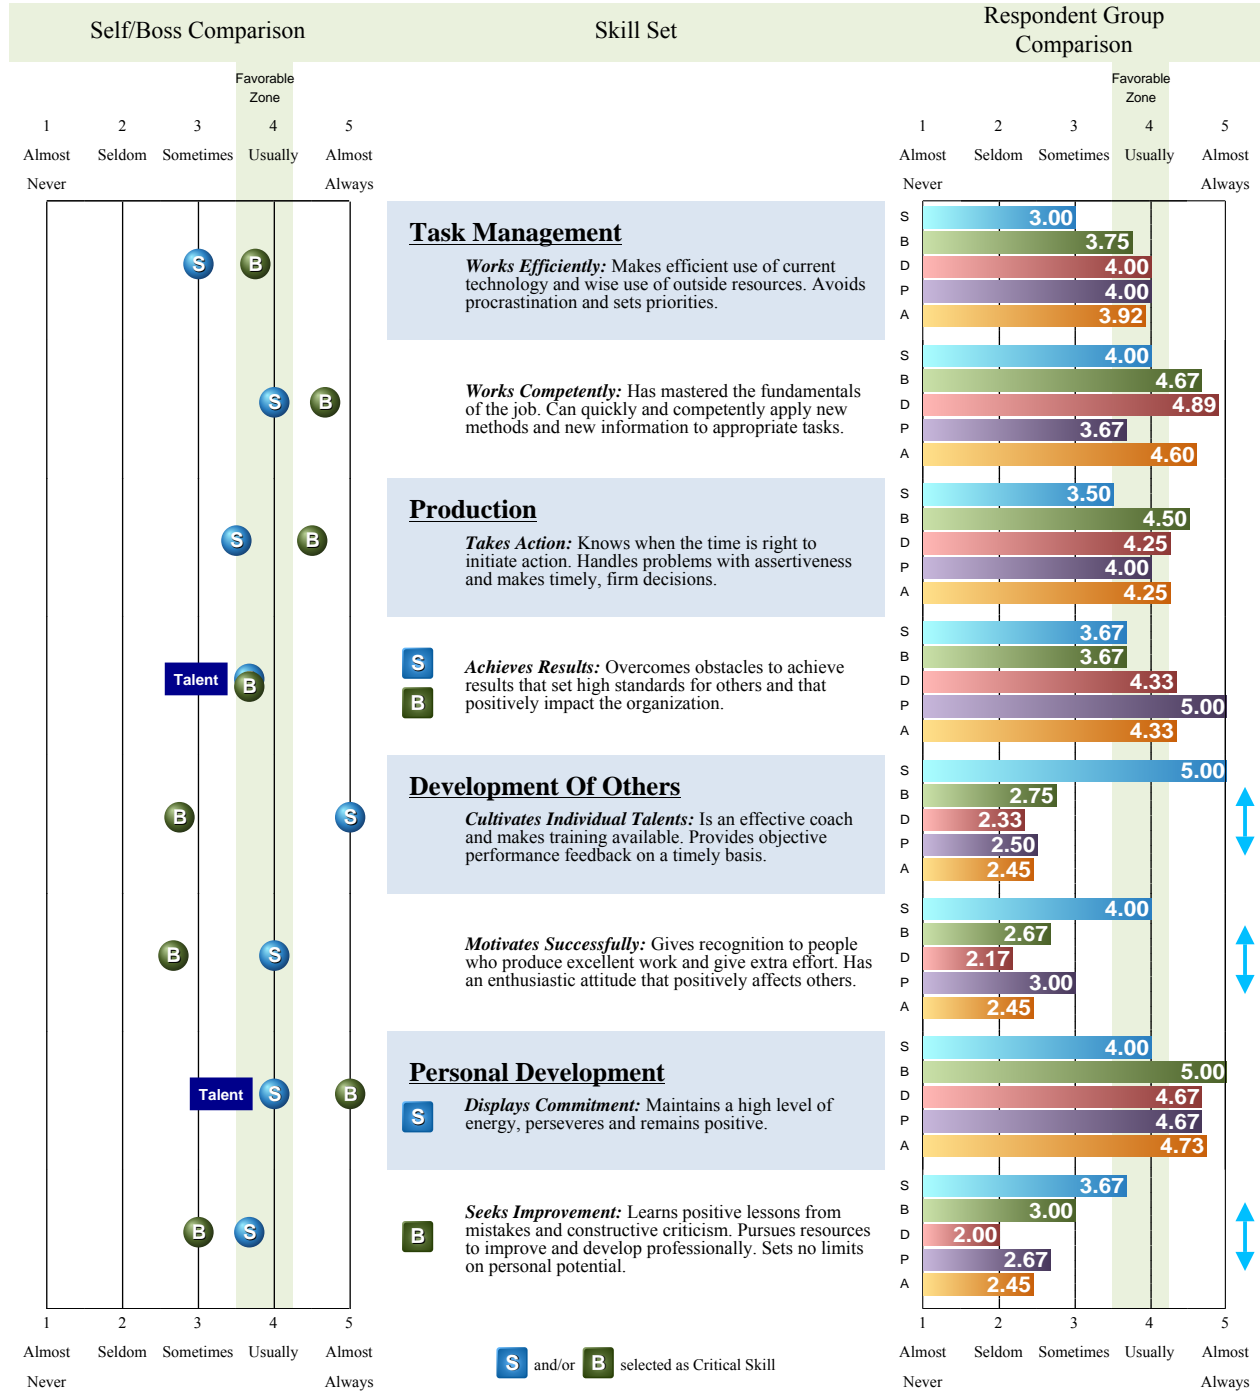 Self/Boss Comparison
Skill Set
Respondent Group
Comparison
Favorable
Zone
1 2 3 4 5
Almost Seldom Sometimes Usually Almost
Never Always
Favorable
Zone
1 2 3 4 5
Almost Seldom Sometimes Usually Almost
Never Always
S B
Task Management
Works Efficiently: Makes efficient use of current
technology and wise use of outside resources. Avoids
procrastination and sets priorities.
S 3.00
B 3.75
D 4.00
P 4.00
A 3.92
S B
Works Competently: Has mastered the fundamentals
of the job. Can quickly and competently apply new
methods and new information to appropriate tasks.
S 4.00
B 4.67
D 4.89
P 3.67
A 4.60
S B
Production
Takes Action: Knows when the time is right to
initiate action. Handles problems with assertiveness
and makes timely, firm decisions.
S 3.50
B 4.50
D 4.25
P 4.00
A 4.25
Talent B
S
B
Achieves Results: Overcomes obstacles to achieve
results that set high standards for others and that
positively impact the organization.
S 3.67
B 3.67
D 4.33
P 5.00
A 4.33
B S
Development Of Others
Cultivates Individual Talents: Is an effective coach
and makes training available. Provides objective
performance feedback on a timely basis.
S 5.00
B 2.75
D 2.33
P 2.50
A 2.45
B S
Motivates Successfully: Gives recognition to people
who produce excellent work and give extra effort. Has
an enthusiastic attitude that positively affects others.
S 4.00
B 2.67
D 2.17
P 3.00
A 2.45
Talent S B
Personal Development
S
Displays Commitment: Maintains a high level of
energy, perseveres and remains positive.
S 4.00
B 5.00
D 4.67
P 4.67
A 4.73
B S
B
Seeks Improvement: Learns positive lessons from
mistakes and constructive criticism. Pursues resources
to improve and develop professionally. Sets no limits
on personal potential.
S 3.67
B 3.00
D 2.00
P 2.67
A 2.45
1 2 3 4 5
Almost Seldom Sometimes Usually Almost
Never Always
S and/or B selected as Critical Skill
1 2 3 4 5
Almost Seldom Sometimes Usually Almost
Never Always